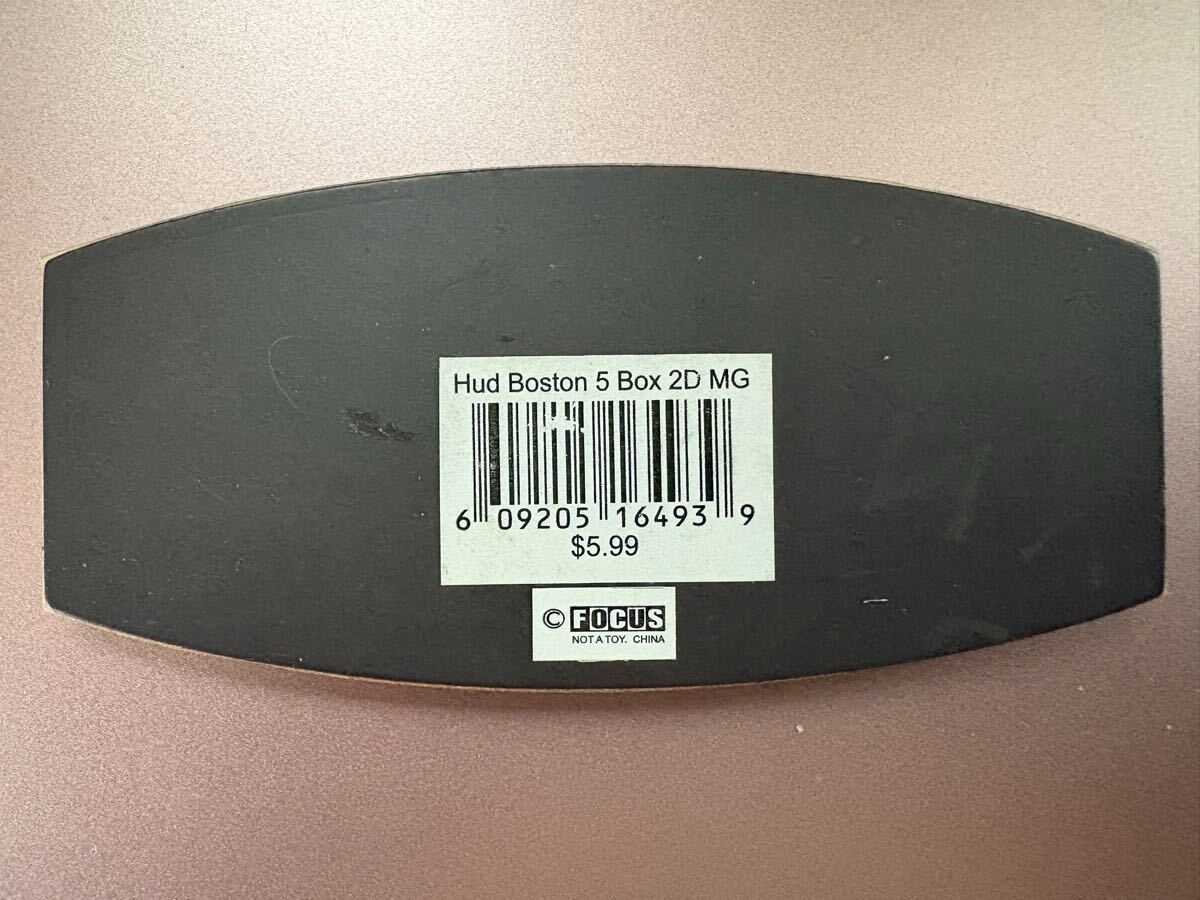 Hud Boston 5 Box 2D MG
6 09205 16493 9
$5.99
© FOCUS
NOT A TOY. CHINA